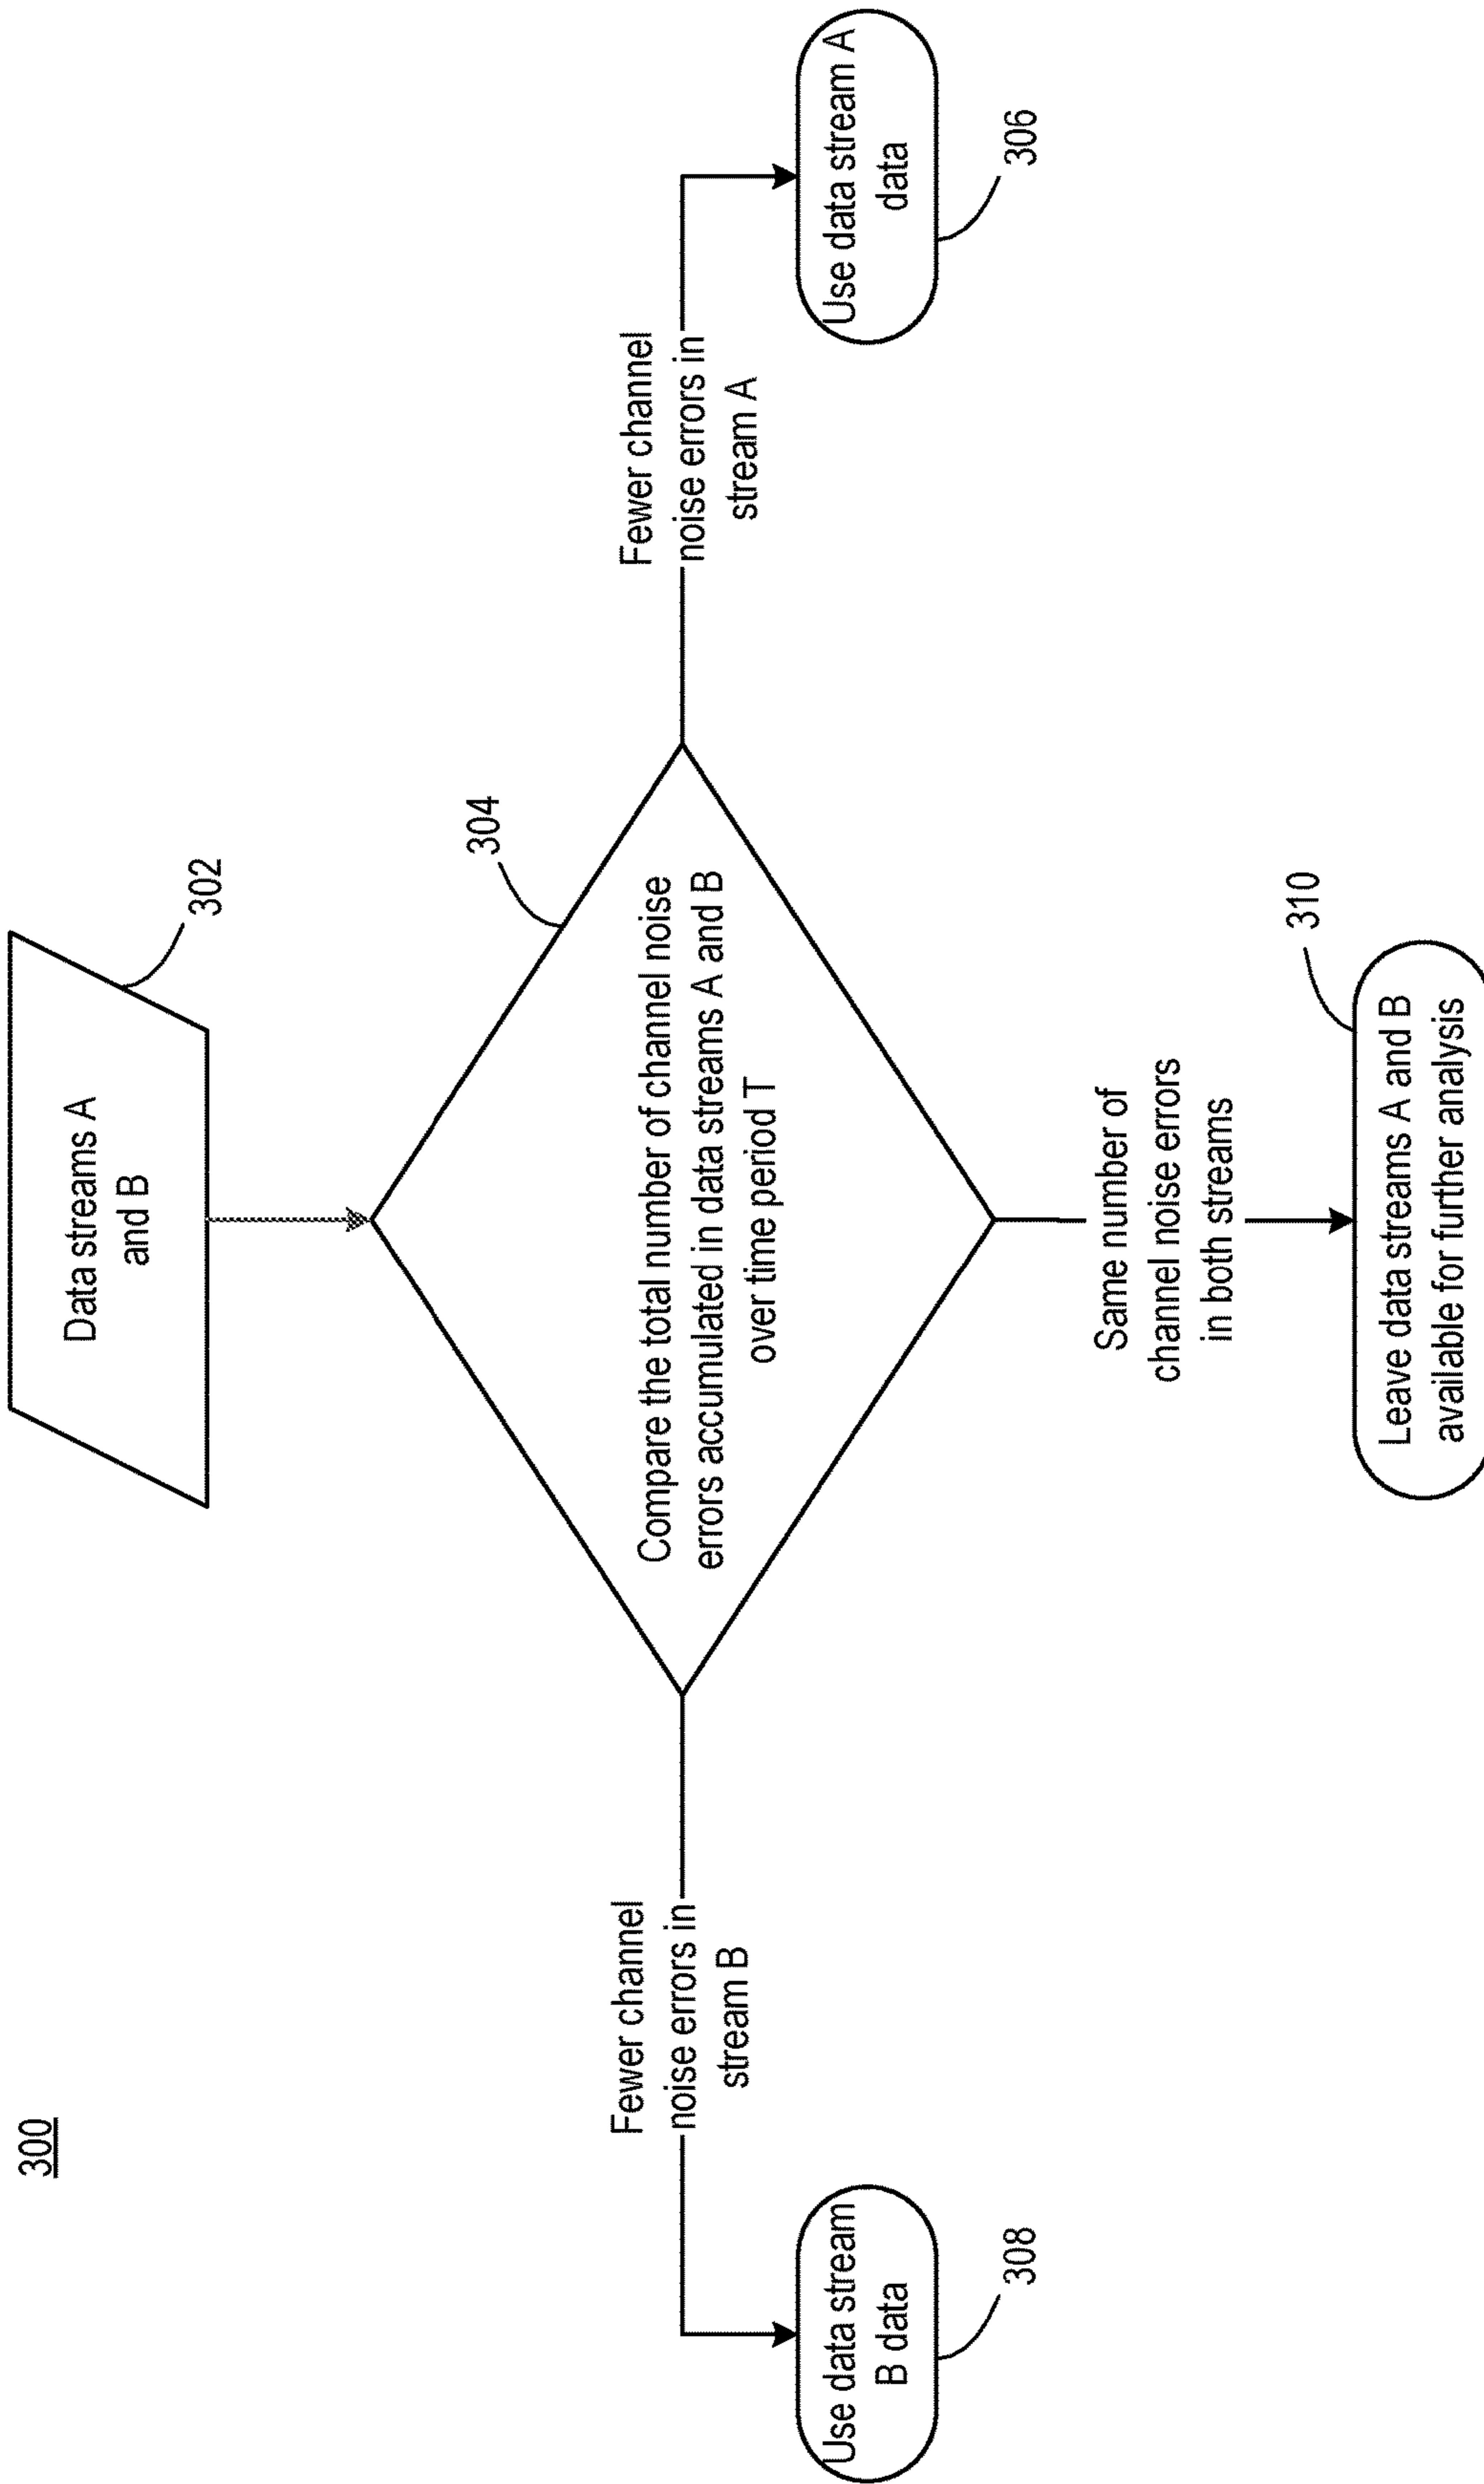 300
Data streams A
and B
302
304
Compare the total number of channel noise
errors accumulated in data streams A and B
over time period T
Fewer channel
noise errors in
stream B
Fewer channel
noise errors in
stream A
Use data stream
B data
308
Use data stream A
data
306
Same number of
channel noise errors
in both streams
310
Leave data streams A and B
available for further analysis